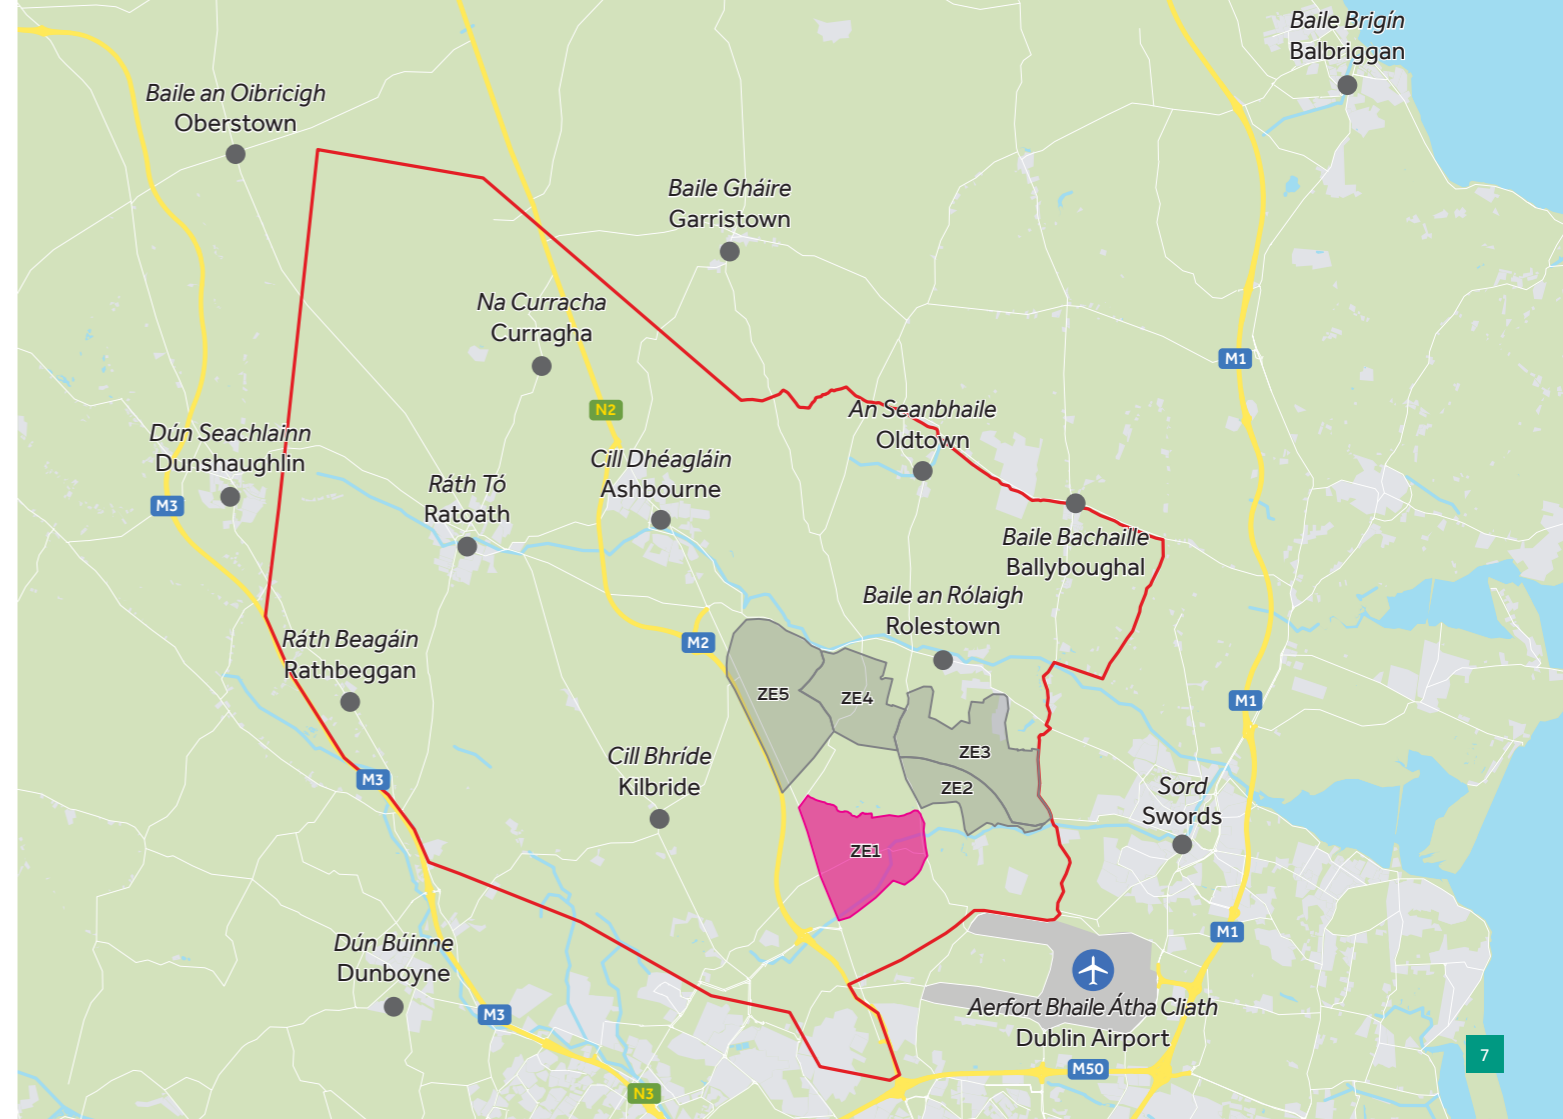 Baile Brigín
Balbriggan
Baile an Oibricigh
Oberstown
Baile Gháire
Garristown
Na Curracha
Curragha
M1
N2
An Seanbhaile
Oldtown
Dún Seachlainn
Dunshaughlin
Cill Dhéagláin
Ashbourne
Ráth Tó
Ratoath
M3
Baile Bachaille
Ballyboughal
Baile an Rólaigh
Rolestown
Ráth Beagáin
Rathbeggan
M2
ZE5
ZE4
M1
ZE3
Cill Bhríde
Kilbride
M3
ZE2
Sord
Swords
ZE1
Dún Búinne
Dunboyne
M1
Aerfort Bhaile Átha Cliath
Dublin Airport
M3
M50
7
N3